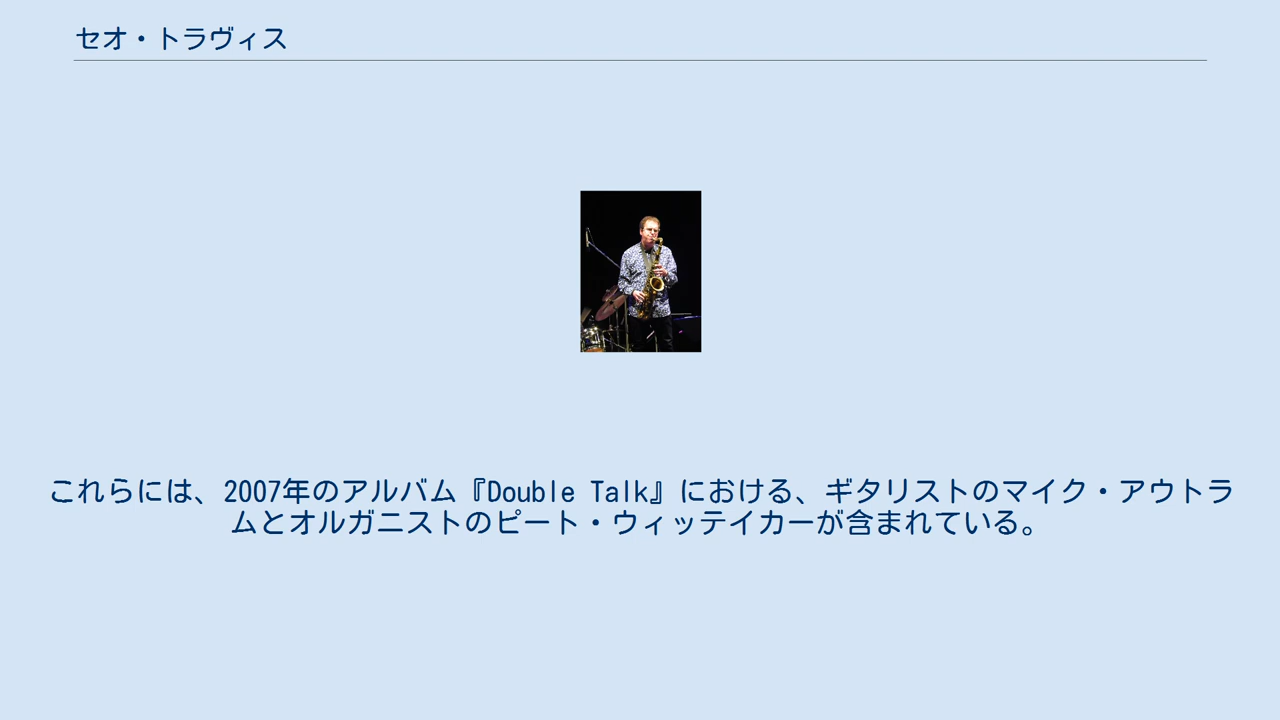 セオ・トラヴィス
これらには、2007年のアルバム『Double Talk』における、ギタリストのマイク・アウトラ
ムとオルガニストのピート・ウィッテイカーが含まれている。